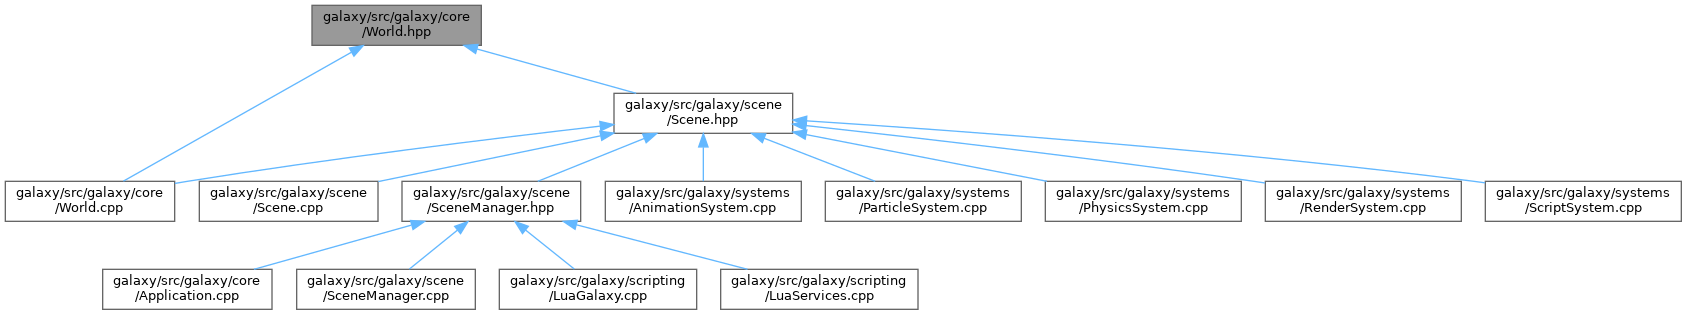 galaxy/src/galaxy/core
/World.hpp
galaxy/src/galaxy/scene
/Scene.hpp
galaxy/src/galaxy/core
/World.cpp
galaxy/src/galaxy/scene
/Scene.cpp
galaxy/src/galaxy/scene
/SceneManager.hpp
galaxy/src/galaxy/systems
/AnimationSystem.cpp
galaxy/src/galaxy/systems
/ParticleSystem.cpp
galaxy/src/galaxy/systems
/PhysicsSystem.cpp
galaxy/src/galaxy/systems
/RenderSystem.cpp
galaxy/src/galaxy/systems
/ScriptSystem.cpp
galaxy/src/galaxy/core
/Application.cpp
galaxy/src/galaxy/scene
/SceneManager.cpp
galaxy/src/galaxy/scripting
/LuaGalaxy.cpp
galaxy/src/galaxy/scripting
/LuaServices.cpp